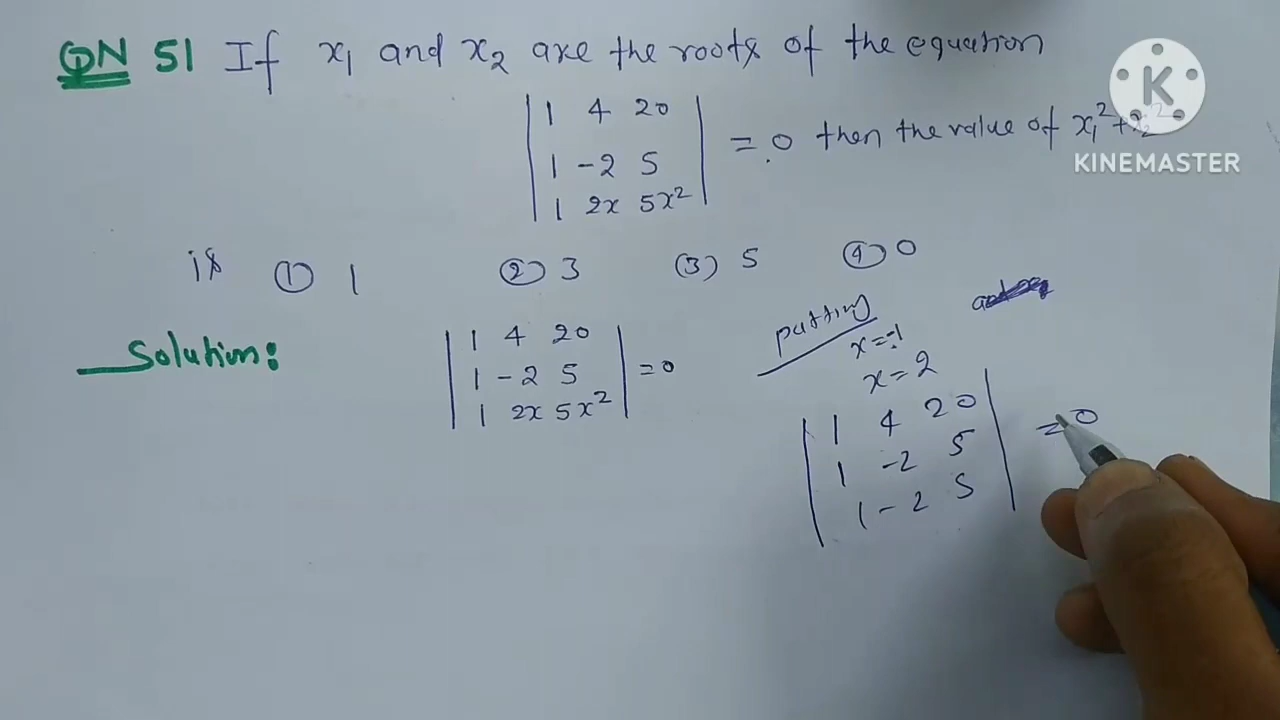 QN 51 If x₁ and x₂ are the roots of the equation
|1 4 20|
|1 -2 5| = 0 then the value of x₁²+x₂²
|1 2x 5x²|
is ① 1 ② 3 (3) 5 ④ 0
Solution:
|1 4 20|
|1 -2 5| =0
|1 2x 5x²|
putting
x=-1
x=2
|1 4 20|
|1 -2 5| =0
|1 -2 5|
K
KINEMASTER